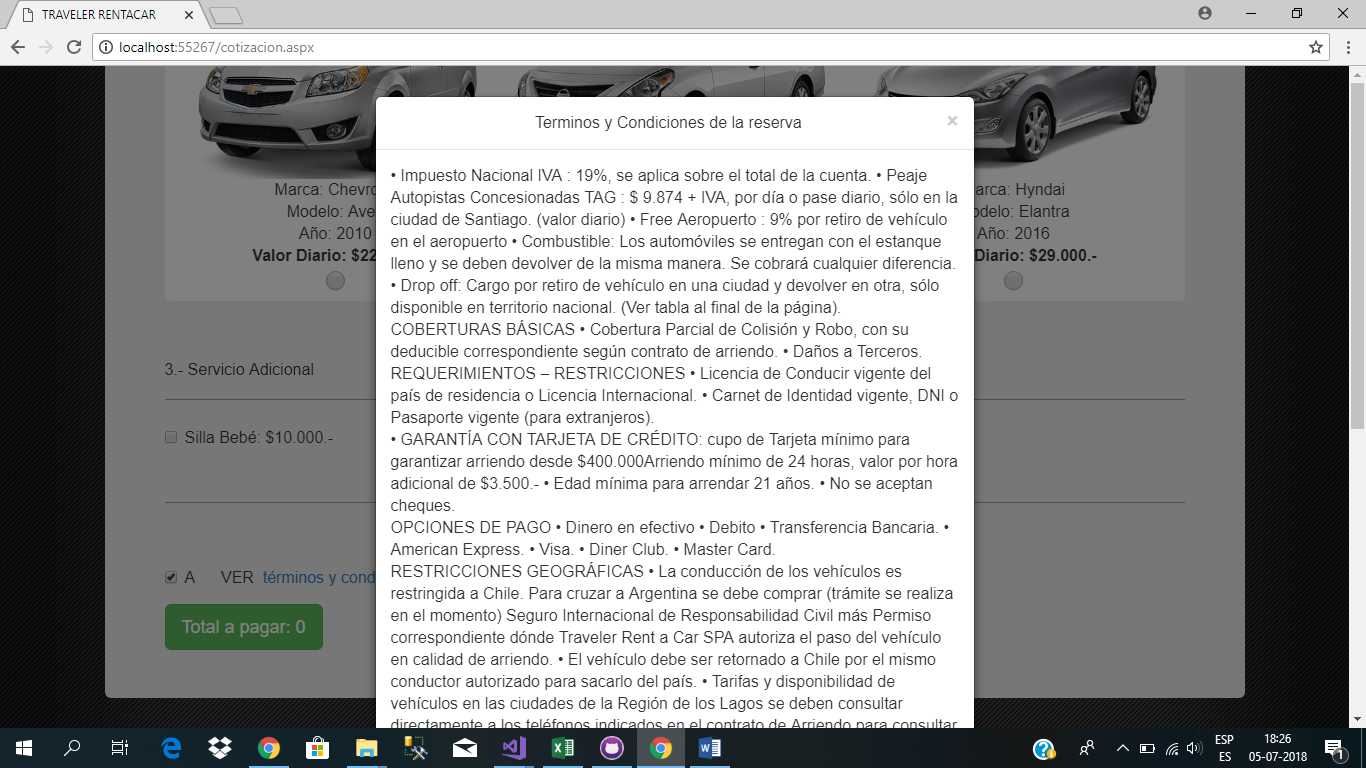 TRAVELER RENTACAR
localhost:55267/cotizacion.aspx
Terminos y Condiciones de la reserva
×
• Impuesto Nacional IVA : 19%, se aplica sobre el total de la cuenta. • Peaje
Autopistas Concesionadas TAG : $ 9.874 + IVA, por día o pase diario, sólo en la
ciudad de Santiago. (valor diario) • Free Aeropuerto : 9% por retiro de vehículo
en el aeropuerto • Combustible: Los automóviles se entregan con el estanque
lleno y se deben devolver de la misma manera. Se cobrará cualquier diferencia.
• Drop off: Cargo por retiro de vehículo en una ciudad y devolver en otra, sólo
disponible en territorio nacional. (Ver tabla al final de la página).
COBERTURAS BÁSICAS • Cobertura Parcial de Colisión y Robo, con su
deducible correspondiente según contrato de arriendo. • Daños a Terceros.
REQUERIMIENTOS – RESTRICCIONES • Licencia de Conducir vigente del
país de residencia o Licencia Internacional. • Carnet de Identidad vigente, DNI o
Pasaporte vigente (para extranjeros).
• GARANTÍA CON TARJETA DE CRÉDITO: cupo de Tarjeta mínimo para
garantizar arriendo desde $400.000Arriendo mínimo de 24 horas, valor por hora
adicional de $3.500.- • Edad mínima para arrendar 21 años. • No se aceptan
cheques.
OPCIONES DE PAGO • Dinero en efectivo • Debito • Transferencia Bancaria. •
American Express. • Visa. • Diner Club. • Master Card.
RESTRICCIONES GEOGRÁFICAS • La conducción de los vehículos es
restringida a Chile. Para cruzar a Argentina se debe comprar (trámite se realiza
en el momento) Seguro Internacional de Responsabilidad Civil más Permiso
correspondiente dónde Traveler Rent a Car SPA autoriza el paso del vehículo
en calidad de arriendo. • El vehículo debe ser retornado a Chile por el mismo
conductor autorizado para sacarlo del país. • Tarifas y disponibilidad de
vehículos en las ciudades de la Región de los Lagos se deben consultar
directamente a los teléfonos indicados en el contrato de Arriendo para consultar
Marca: Chevro
Modelo: Ave
Año: 2010
Valor Diario: $22
arca: Hyndai
odelo: Elantra
Año: 2016
Diario: $29.000.-
3.- Servicio Adicional
Silla Bebé: $10.000.-
A VER términos y cond
Total a pagar: 0
ESP
ES
18:26
05-07-2018
1